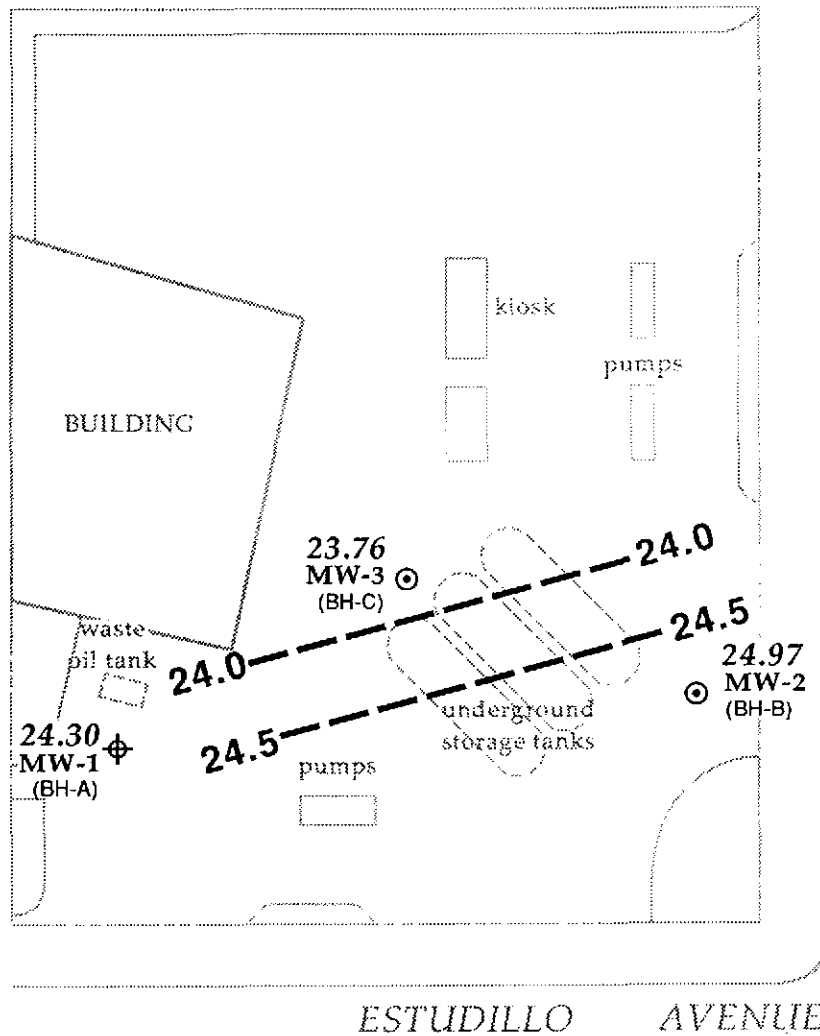 kiosk
pumps
BUILDING
23.76
MW-3
(BH-C)
24.0
24.0
24.5
24.5
waste
oil tank
24.97
MW-2
(BH-B)
underground
storage tanks
24.30
MW-1
(BH-A)
pumps
ESTUDILLO AVENUE